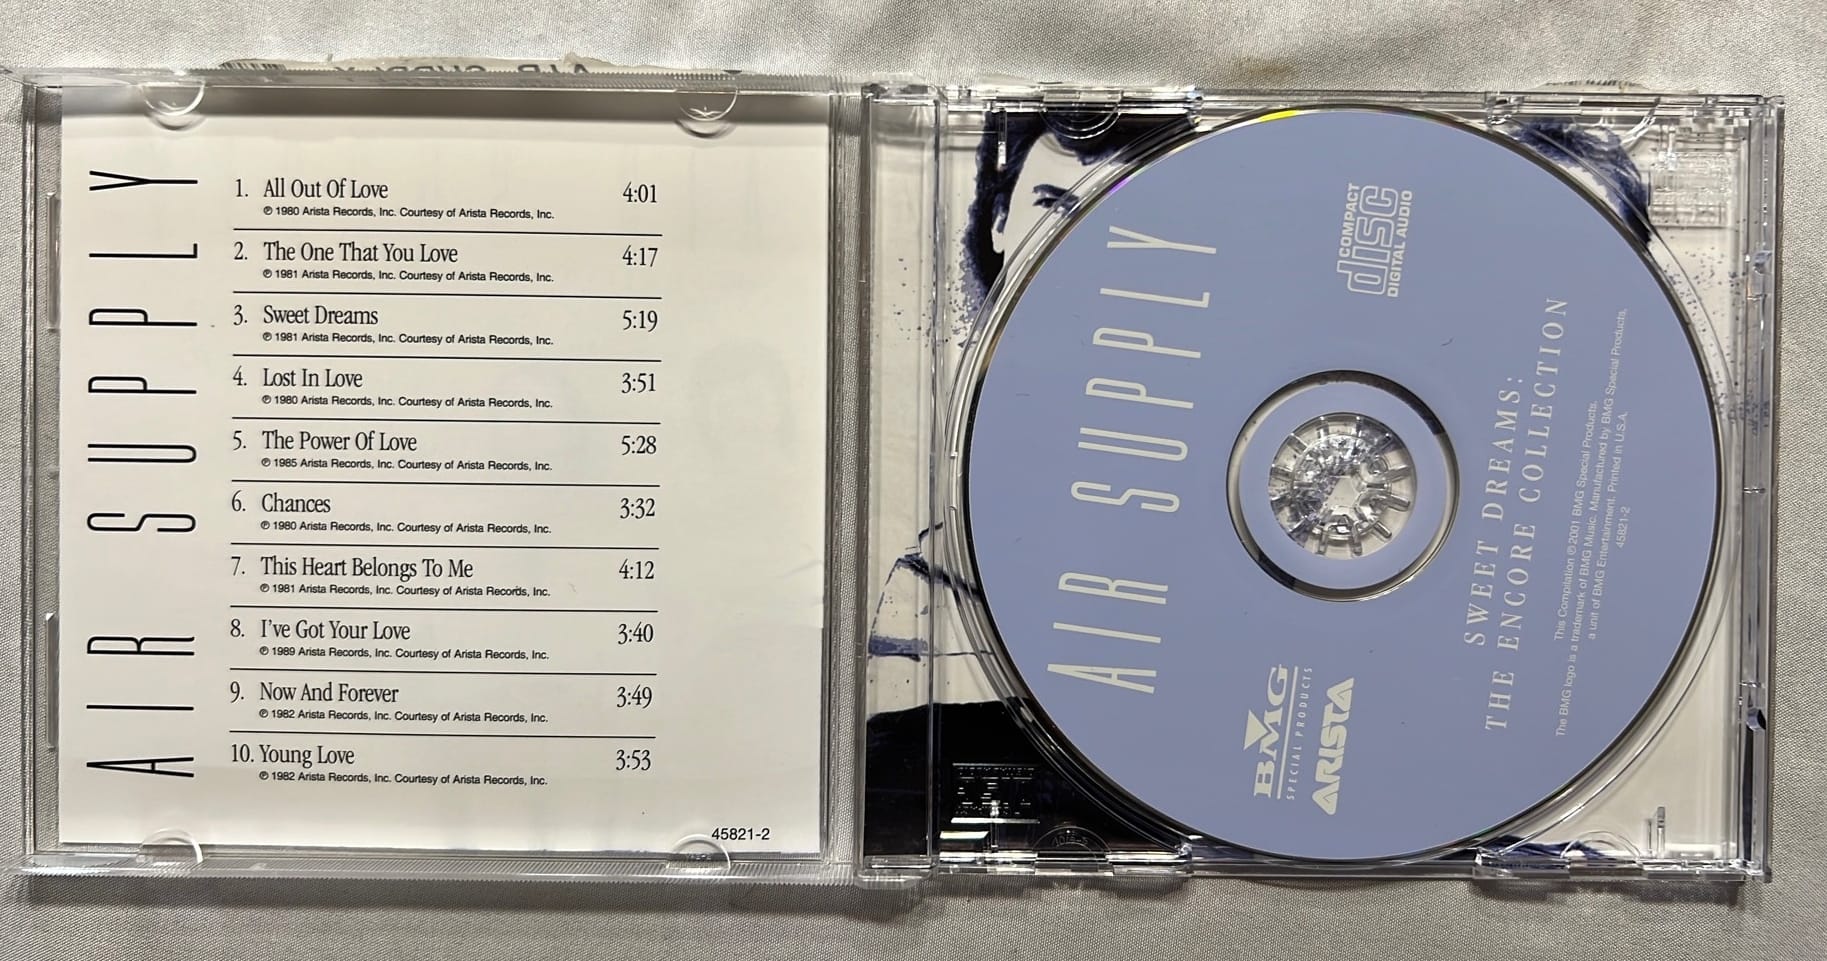 AIR SUPPLY
1. All Out Of Love 4:01
℗ 1980 Arista Records, Inc. Courtesy of Arista Records, Inc.
2. The One That You Love 4:17
℗ 1981 Arista Records, Inc. Courtesy of Arista Records, Inc.
3. Sweet Dreams 5:19
℗ 1981 Arista Records, Inc. Courtesy of Arista Records, Inc.
4. Lost In Love 3:51
℗ 1980 Arista Records, Inc. Courtesy of Arista Records, Inc.
5. The Power Of Love 5:28
℗ 1985 Arista Records, Inc. Courtesy of Arista Records, Inc.
6. Chances 3:32
℗ 1980 Arista Records, Inc. Courtesy of Arista Records, Inc.
7. This Heart Belongs To Me 4:12
℗ 1981 Arista Records, Inc. Courtesy of Arista Records, Inc.
8. I've Got Your Love 3:40
℗ 1989 Arista Records, Inc. Courtesy of Arista Records, Inc.
9. Now And Forever 3:49
℗ 1982 Arista Records, Inc. Courtesy of Arista Records, Inc.
10. Young Love 3:53
℗ 1982 Arista Records, Inc. Courtesy of Arista Records, Inc.
45821-2
AIR SUPPLY
BMG
SPECIAL PRODUCTS
ARISTA
COMPACT
disc
DIGITAL AUDIO
SWEET DREAMS:
THE ENCORE COLLECTION
This Compilation ℗ 2001 BMG Special Products.
The BMG logo is a trademark of BMG Music. Manufactured by BMG Special Products,
a unit of BMG Entertainment. Printed in U.S.A.
45821-2